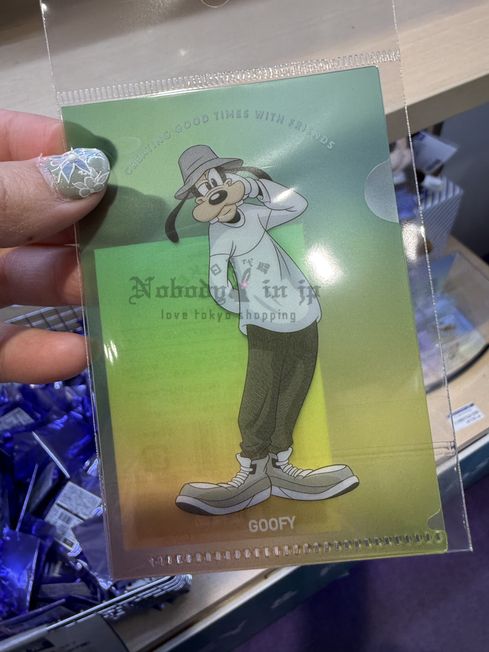 CREATING GOOD TIMES WITH FRIENDS
Nobody in jp
love tokyo shopping
GOOFY